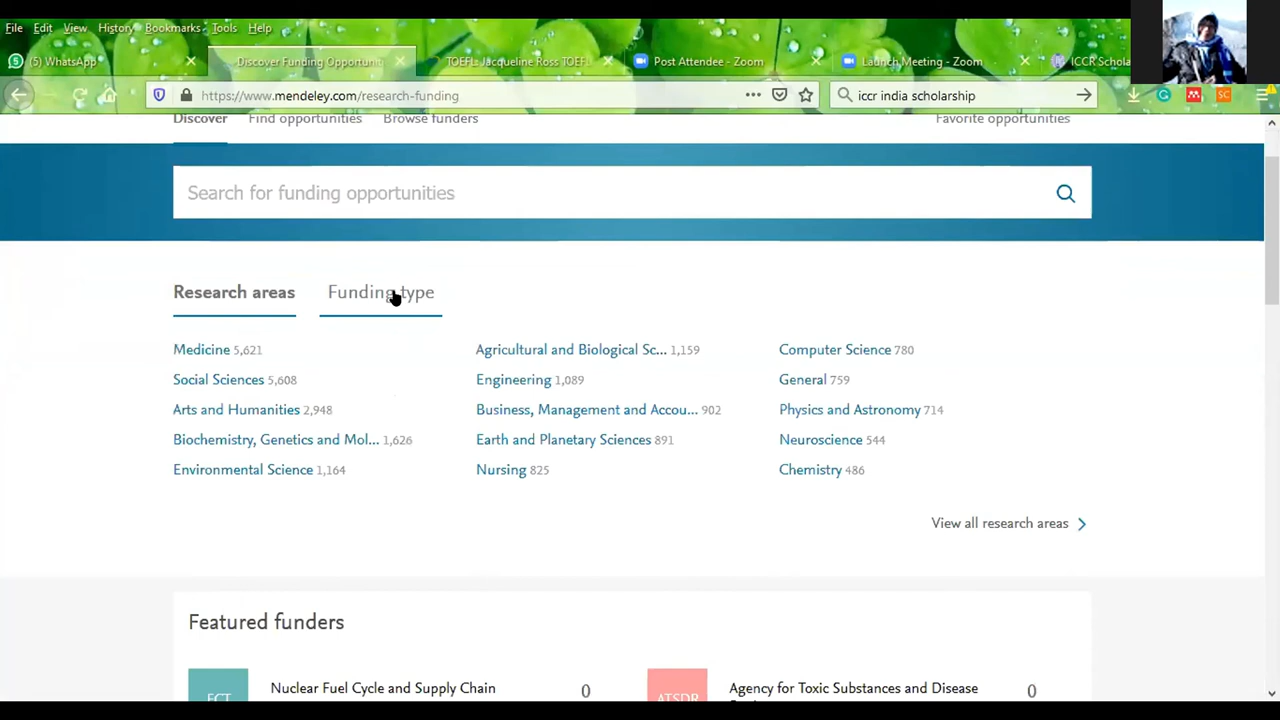 File Edit View History Bookmarks Tools Help
(5) WhatsApp
Discover Funding Opportuniti
TOEFL: Jacqueline Ross TOEFL
Post Attendee - Zoom
Launch Meeting - Zoom
ICCR Schola
https://www.mendeley.com/research-funding
iccr india scholarship
Discover Find opportunities Browse funders Favorite opportunities
Search for funding opportunities
Research areas Funding type
Medicine 5,621 Agricultural and Biological Sc... 1,159 Computer Science 780
Social Sciences 5,608 Engineering 1,089 General 759
Arts and Humanities 2,948 Business, Management and Accou... 902 Physics and Astronomy 714
Biochemistry, Genetics and Mol... 1,626 Earth and Planetary Sciences 891 Neuroscience 544
Environmental Science 1,164 Nursing 825 Chemistry 486
View all research areas
Featured funders
Nuclear Fuel Cycle and Supply Chain 0 ATSDR Agency for Toxic Substances and Disease 0